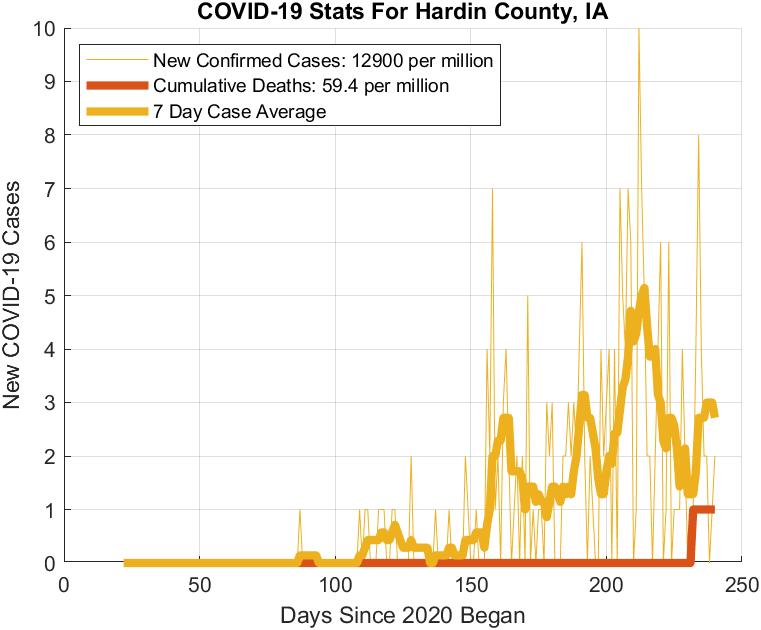 COVID-19 Stats For Hardin County, IA
New Confirmed Cases: 12900 per million
Cumulative Deaths: 59.4 per million
7 Day Case Average
New COVID-19 Cases
10
9
8
7
6
5
4
3
2
1
0
0 50 100 150 200 250
Days Since 2020 Began